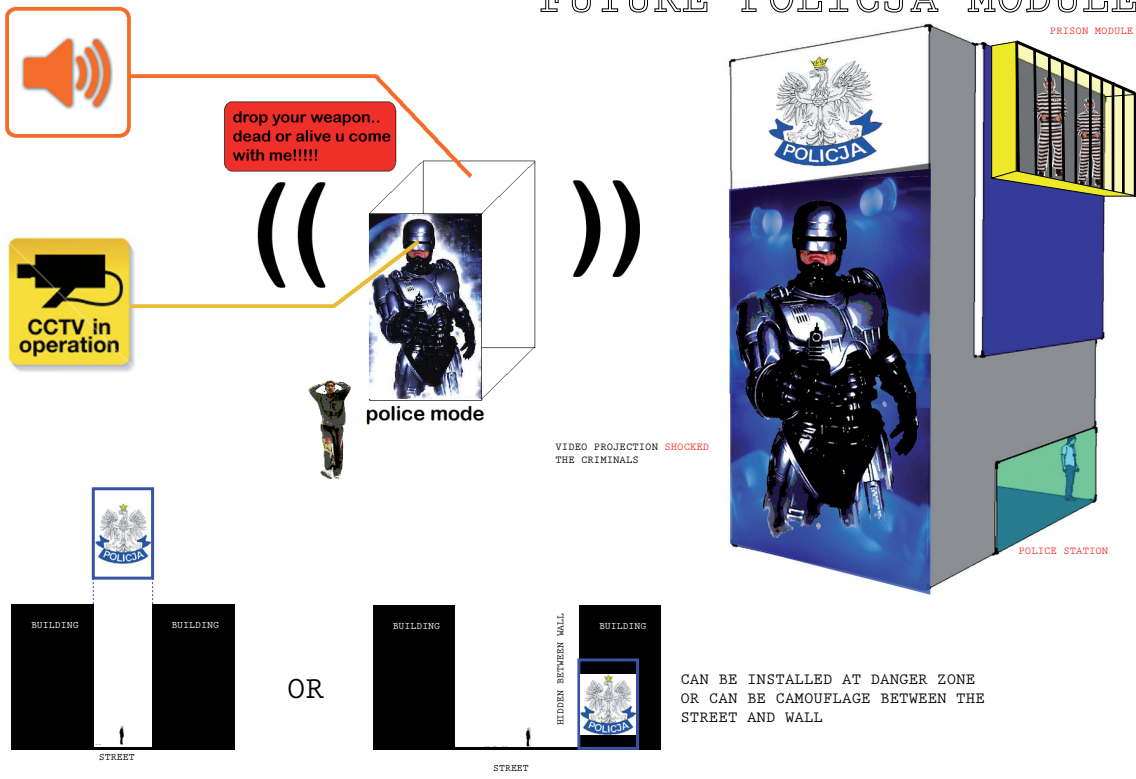 FUTURE POLICJA MODULE
PRISON MODULE
drop your weapon..
dead or alive u come
with me!!!!!
POLICJA
CCTV in
operation
police mode
VIDEO PROJECTION SHOCKED
THE CRIMINALS
POLICE STATION
POLICJA
BUILDING
BUILDING
STREET
OR
BUILDING
HIDDEN BETWEEN WALL
BUILDING
POLICJA
STREET
CAN BE INSTALLED AT DANGER ZONE
OR CAN BE CAMOUFLAGE BETWEEN THE
STREET AND WALL